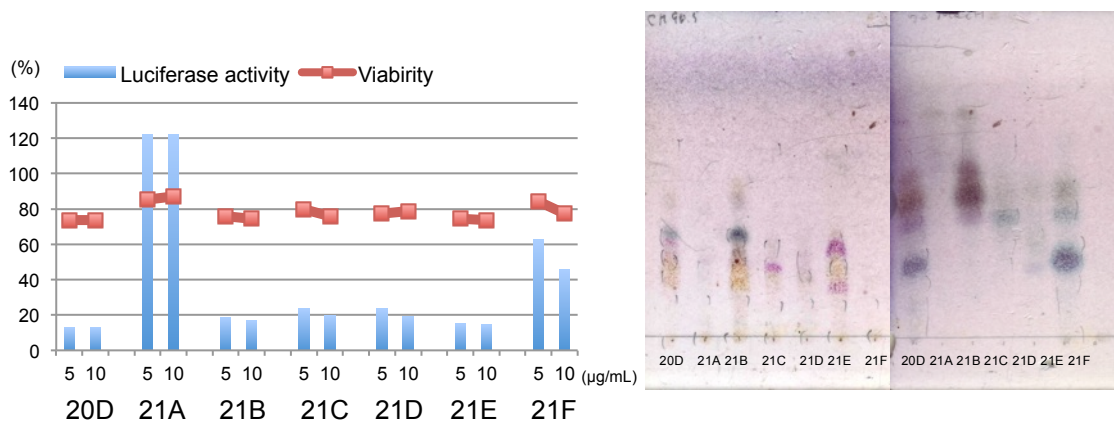 (%)
Luciferase activity Viabirity
140
120
100
80
60
40
20
0
5 10 5 10 5 10 5 10 5 10 5 10 5 10 (μg/mL)
20D 21A 21B 21C 21D 21E 21F
20D 21A 21B 21C 21D 21E 21F
20D 21A 21B 21C 21D 21E 21F